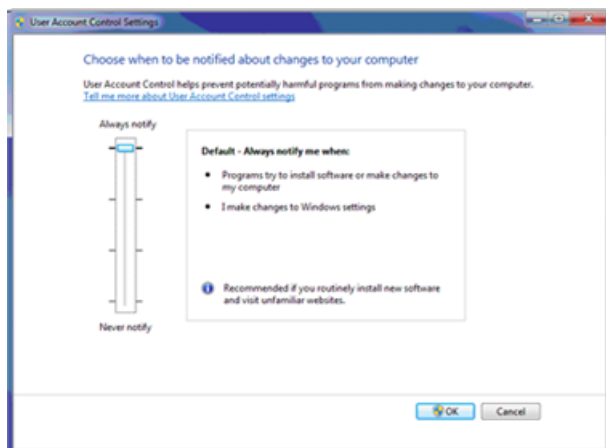 User Account Control Settings
Choose when to be notified about changes to your computer
User Account Control helps prevent potentially harmful programs from making changes to your computer.
Tell me more about User Account Control settings
Always notify
Default - Always notify me when:
Programs try to install software or make changes to
my computer
I make changes to Windows settings
Recommended if you routinely install new software
and visit unfamiliar websites.
Never notify
OK
Cancel